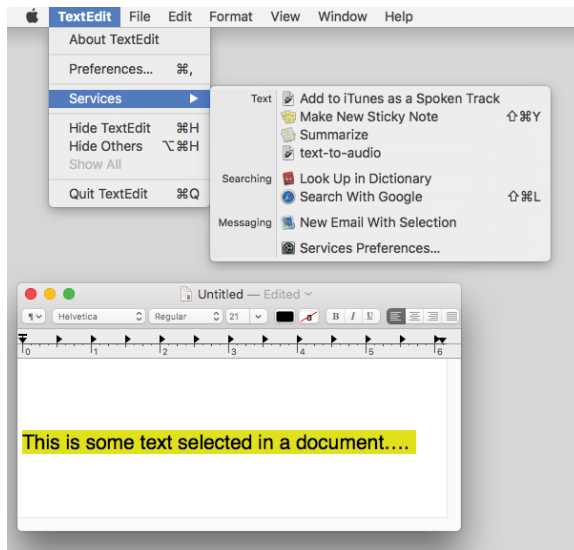 TextEdit File Edit Format View Window Help
About TextEdit
Preferences... ⌘,
Services ▶
Hide TextEdit ⌘H
Hide Others ⌥⌘H
Show All
Quit TextEdit ⌘Q
Text Add to iTunes as a Spoken Track
Make New Sticky Note ⇧⌘Y
Summarize
text-to-audio
Searching Look Up in Dictionary
Search With Google ⇧⌘L
Messaging New Email With Selection
Services Preferences...
Untitled — Edited
¶ Helvetica Regular 21 a B I U
0 1 2 3 4 5 6
This is some text selected in a document....